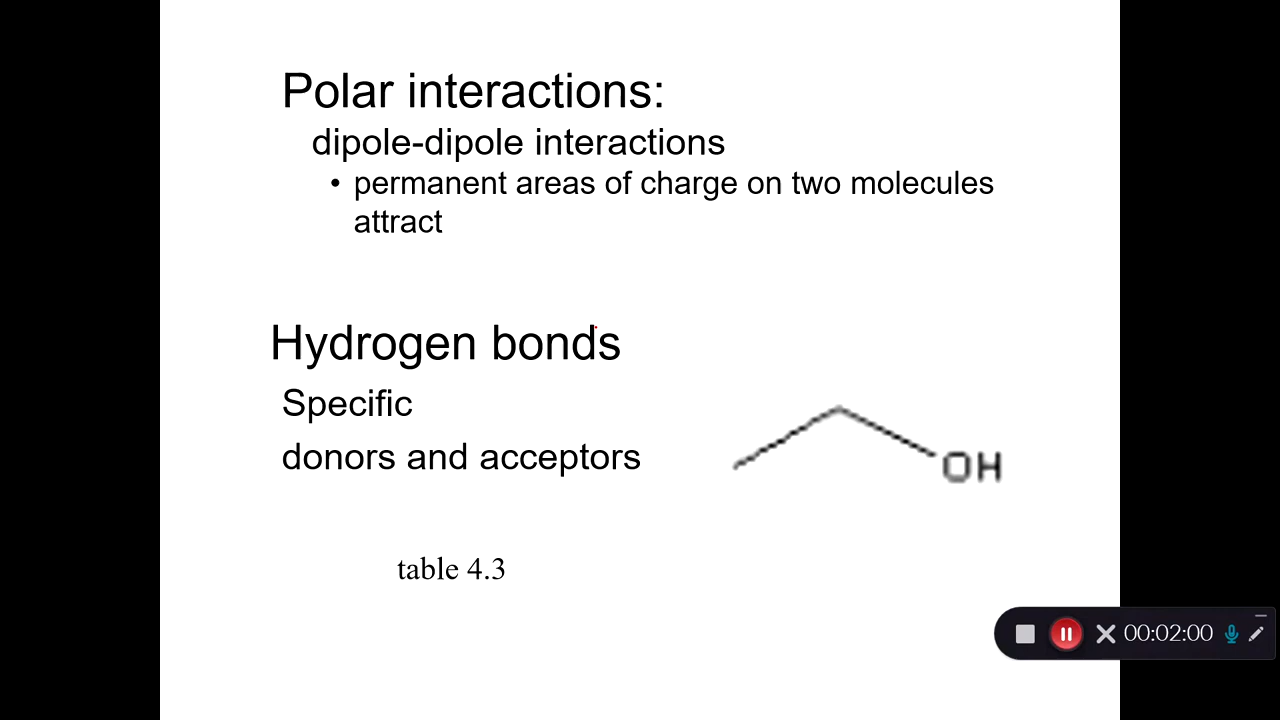 Polar interactions:
dipole-dipole interactions
• permanent areas of charge on two molecules
attract
Hydrogen bonds
Specific
donors and acceptors
OH
table 4.3
00:02:00